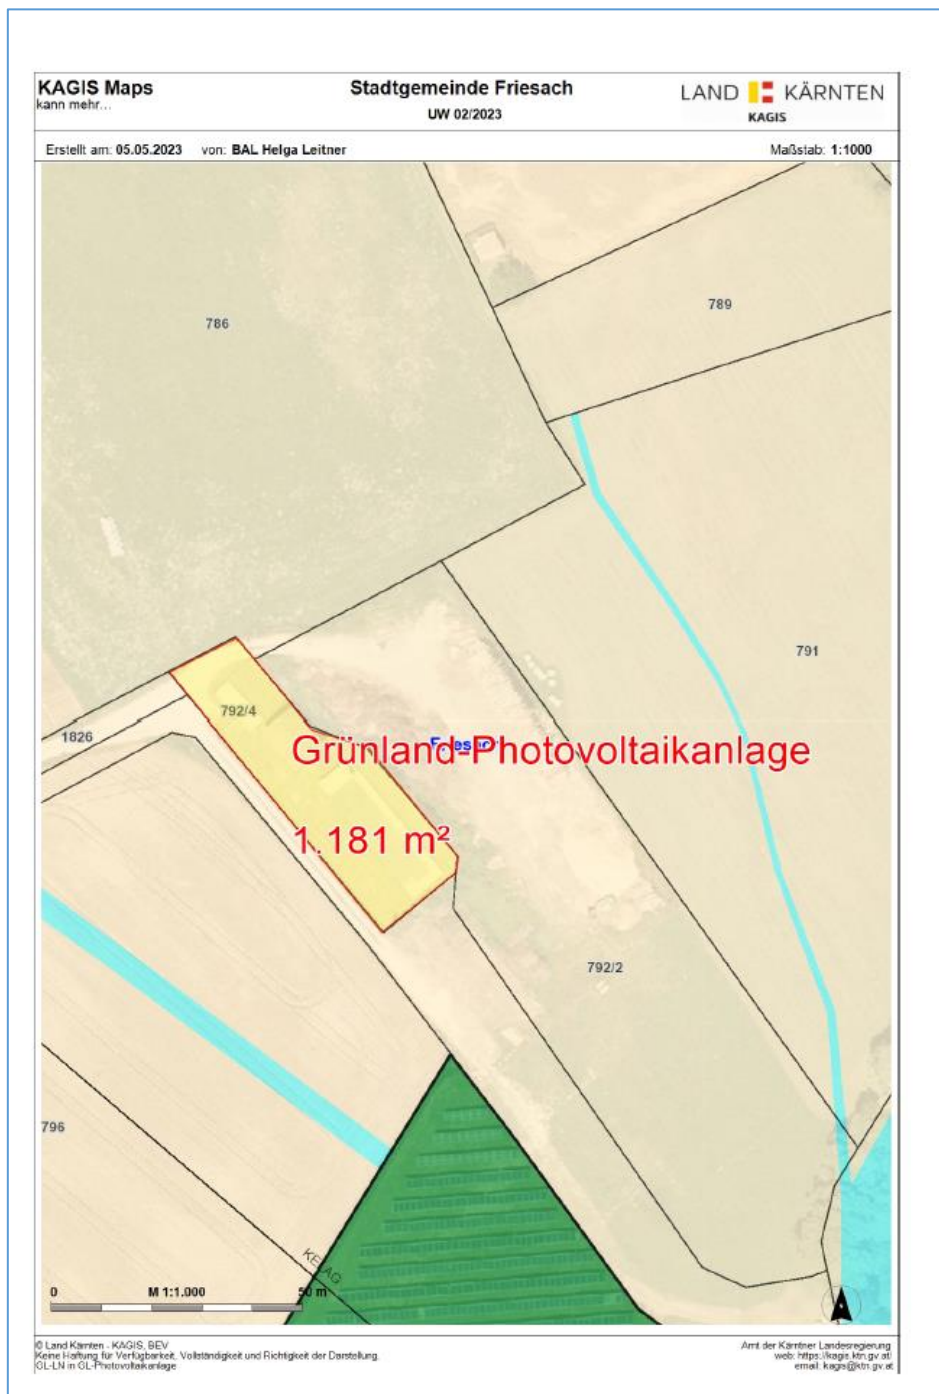 KAGIS Maps
kann mehr...
Stadtgemeinde Friesach
UW 02/2023
LAND KÄRNTEN
KAGIS
Erstellt am: 05.05.2023 von: BAL Helga Leitner
Maßstab: 1:1000
786
789
791
792/4
1826
Grünland-Photovoltaikanlage
1.181 m²
792/2
796
KELAG
0 M 1:1.000 50 m
© Land Kärnten - KAGIS, BEV
Keine Haftung für Verfügbarkeit, Vollständigkeit und Richtigkeit der Darstellung.
GL-LN in GL-Photovoltaikanlage
Amt der Kärntner Landesregierung
web: https://kagis.ktn.gv.at/
email: kagis@ktn.gv.at